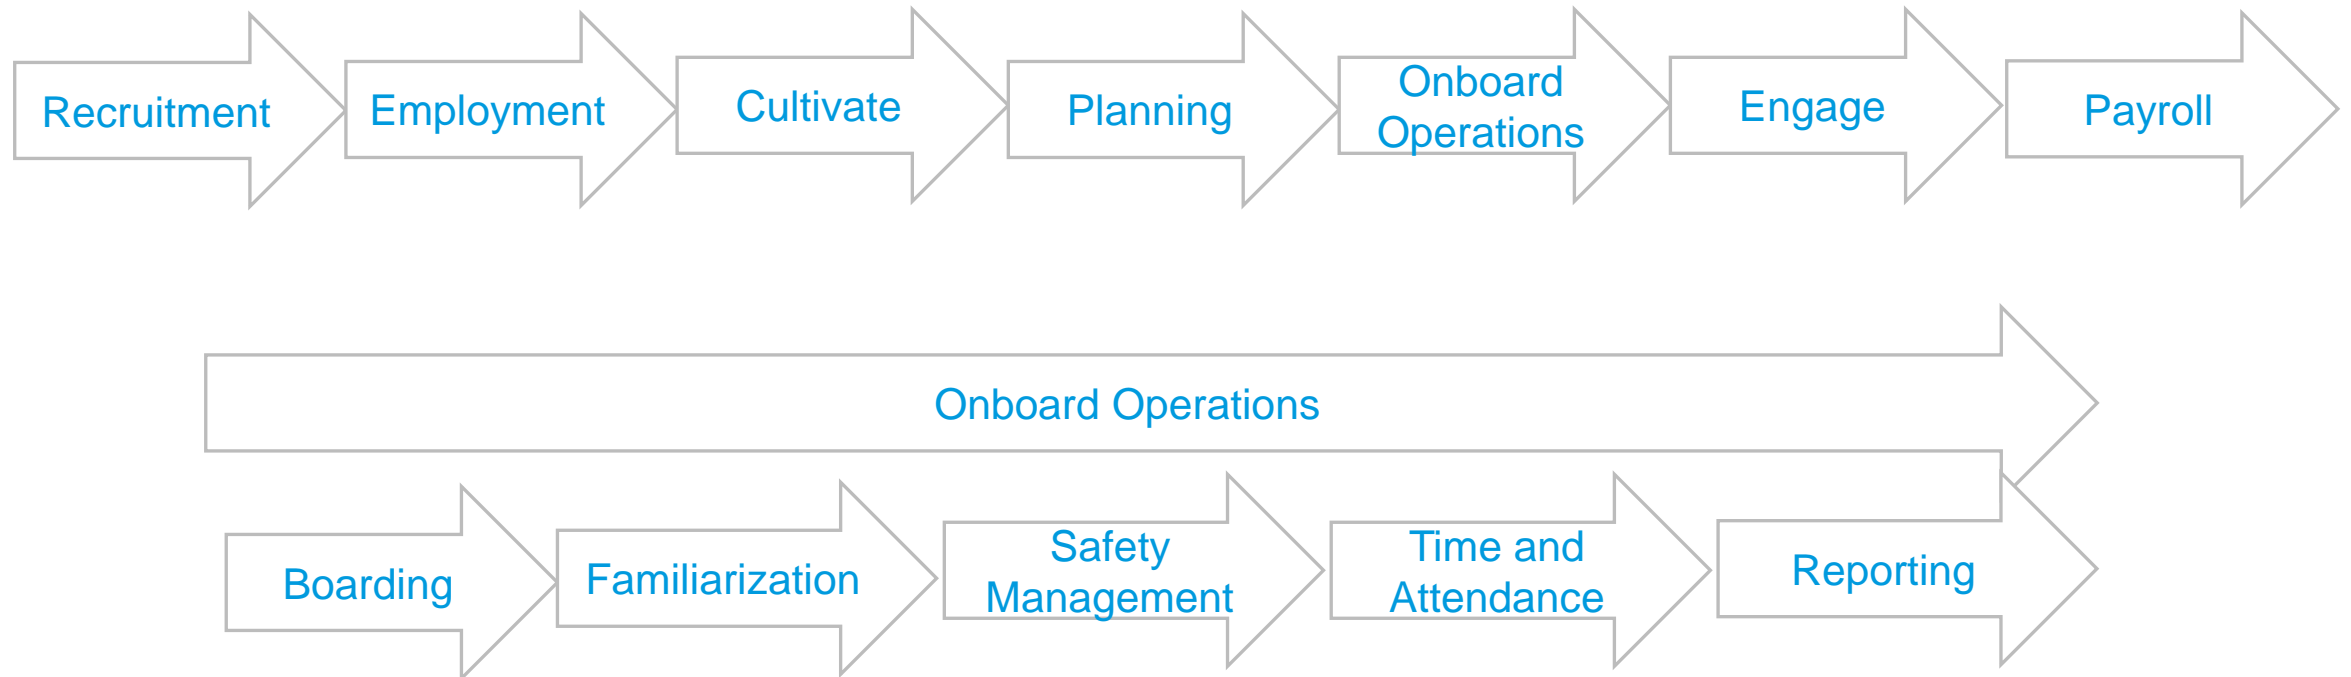 Recruitment
Employment
Cultivate
Planning
Onboard
Operations
Engage
Payroll
Onboard Operations
Boarding
Familiarization
Safety
Management
Time and
Attendance
Reporting